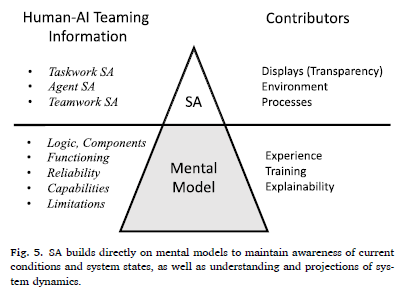 Human-AI Teaming
Information
Contributors
• Taskwork SA
• Agent SA
• Teamwork SA
SA
Displays (Transparency)
Environment
Processes
• Logic, Components
• Functioning
• Reliability
• Capabilities
• Limitations
Mental
Model
Experience
Training
Explainability
Fig. 5. SA builds directly on mental models to maintain awareness of current
conditions and system states, as well as understanding and projections of sys-
tem dynamics.